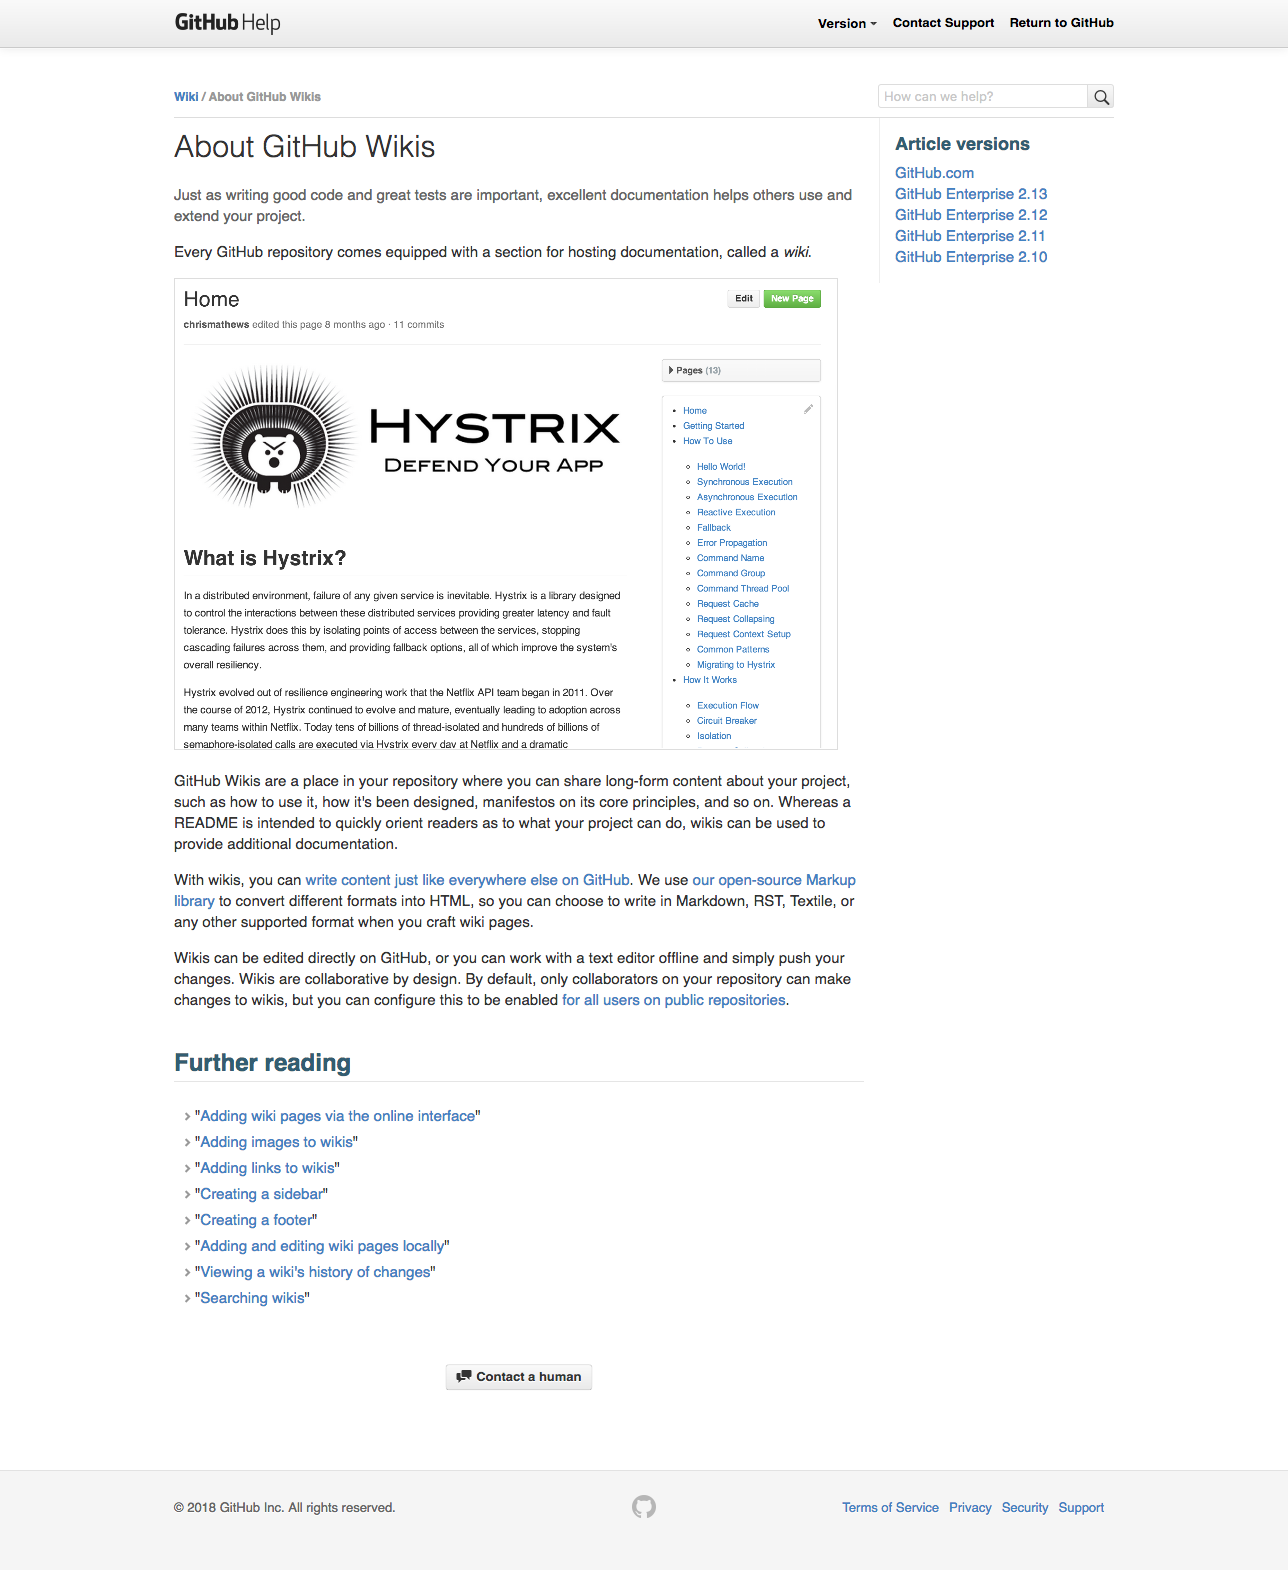 GitHub Help
Version
Contact Support
Return to GitHub
Wiki / About GitHub Wikis
How can we help?
About GitHub Wikis
Just as writing good code and great tests are important, excellent documentation helps others use and
extend your project.
Every GitHub repository comes equipped with a section for hosting documentation, called a wiki.
Article versions
GitHub.com
GitHub Enterprise 2.13
GitHub Enterprise 2.12
GitHub Enterprise 2.11
GitHub Enterprise 2.10
Home
Edit
New Page
chrismathews edited this page 8 months ago · 11 commits
HYSTRIX
DEFEND YOUR APP
What is Hystrix?
In a distributed environment, failure of any given service is inevitable. Hystrix is a library designed
to control the interactions between these distributed services providing greater latency and fault
tolerance. Hystrix does this by isolating points of access between the services, stopping
cascading failures across them, and providing fallback options, all of which improve the system's
overall resiliency.
Hystrix evolved out of resilience engineering work that the Netflix API team began in 2011. Over
the course of 2012, Hystrix continued to evolve and mature, eventually leading to adoption across
many teams within Netflix. Today tens of billions of thread-isolated and hundreds of billions of
semaphore-isolated calls are executed via Hystrix every day at Netflix and a dramatic
Pages (13)
Home
Getting Started
How To Use
Hello World!
Synchronous Execution
Asynchronous Execution
Reactive Execution
Fallback
Error Propagation
Command Name
Command Group
Command Thread Pool
Request Cache
Request Collapsing
Request Context Setup
Common Patterns
Migrating to Hystrix
How It Works
Execution Flow
Circuit Breaker
Isolation
GitHub Wikis are a place in your repository where you can share long-form content about your project,
such as how to use it, how it's been designed, manifestos on its core principles, and so on. Whereas a
README is intended to quickly orient readers as to what your project can do, wikis can be used to
provide additional documentation.
With wikis, you can write content just like everywhere else on GitHub. We use our open-source Markup
library to convert different formats into HTML, so you can choose to write in Markdown, RST, Textile, or
any other supported format when you craft wiki pages.
Wikis can be edited directly on GitHub, or you can work with a text editor offline and simply push your
changes. Wikis are collaborative by design. By default, only collaborators on your repository can make
changes to wikis, but you can configure this to be enabled for all users on public repositories.
Further reading
"Adding wiki pages via the online interface"
"Adding images to wikis"
"Adding links to wikis"
"Creating a sidebar"
"Creating a footer"
"Adding and editing wiki pages locally"
"Viewing a wiki's history of changes"
"Searching wikis"
Contact a human
© 2018 GitHub Inc. All rights reserved.
Terms of Service
Privacy
Security
Support